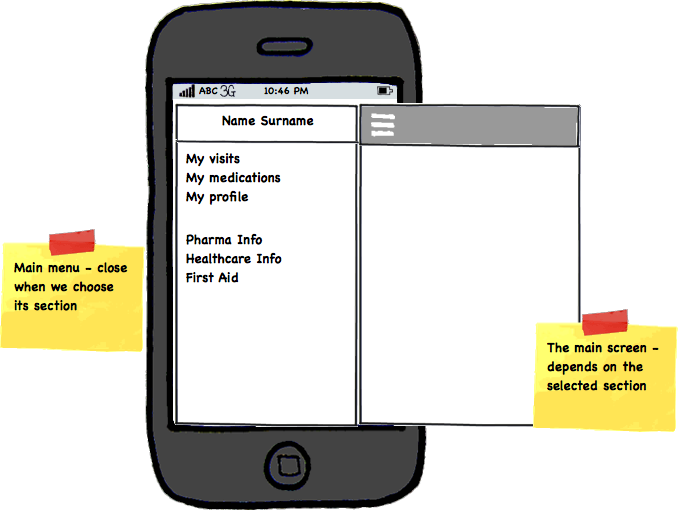 ABC 3G 10:46 PM
Name Surname
My visits
My medications
My profile
Pharma Info
Healthcare Info
First Aid
Main menu - close
when we choose
its section
The main screen -
depends on the
selected section